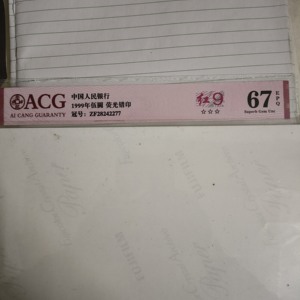 ACG
AI CANG GUARANTY
中国人民银行
1999年伍圆 荧光错印
冠号: ZF28242277
红9
☆☆☆
67
EPQ
Superb Gem Unc